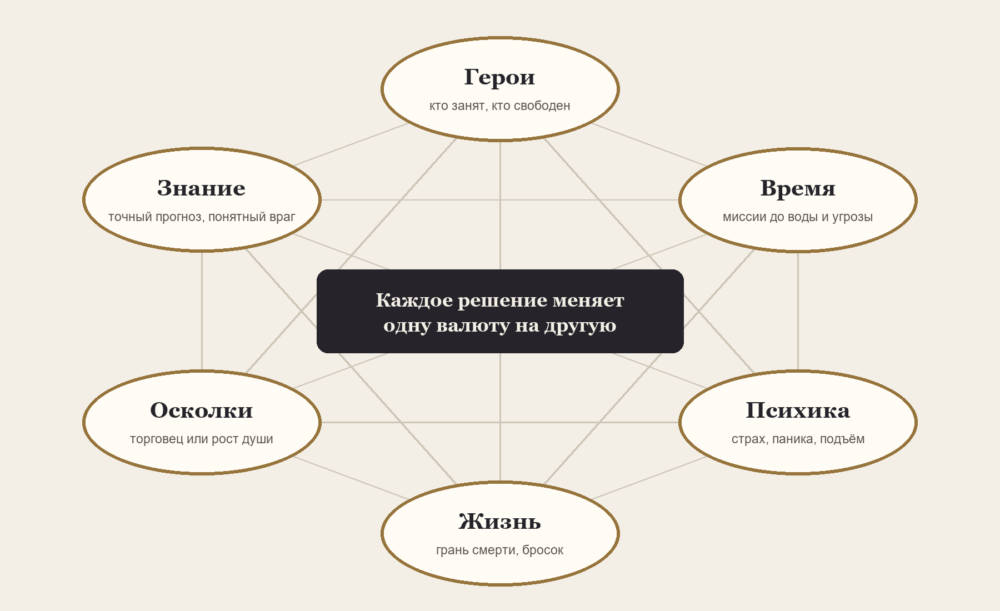 Герои
кто занят, кто свободен
Знание
точный прогноз, понятный враг
Время
миссии до воды и угрозы
Каждое решение меняет
одну валюту на другую
Осколки
торговец или рост души
Психика
страх, паника, подъём
Жизнь
грань смерти, бросок